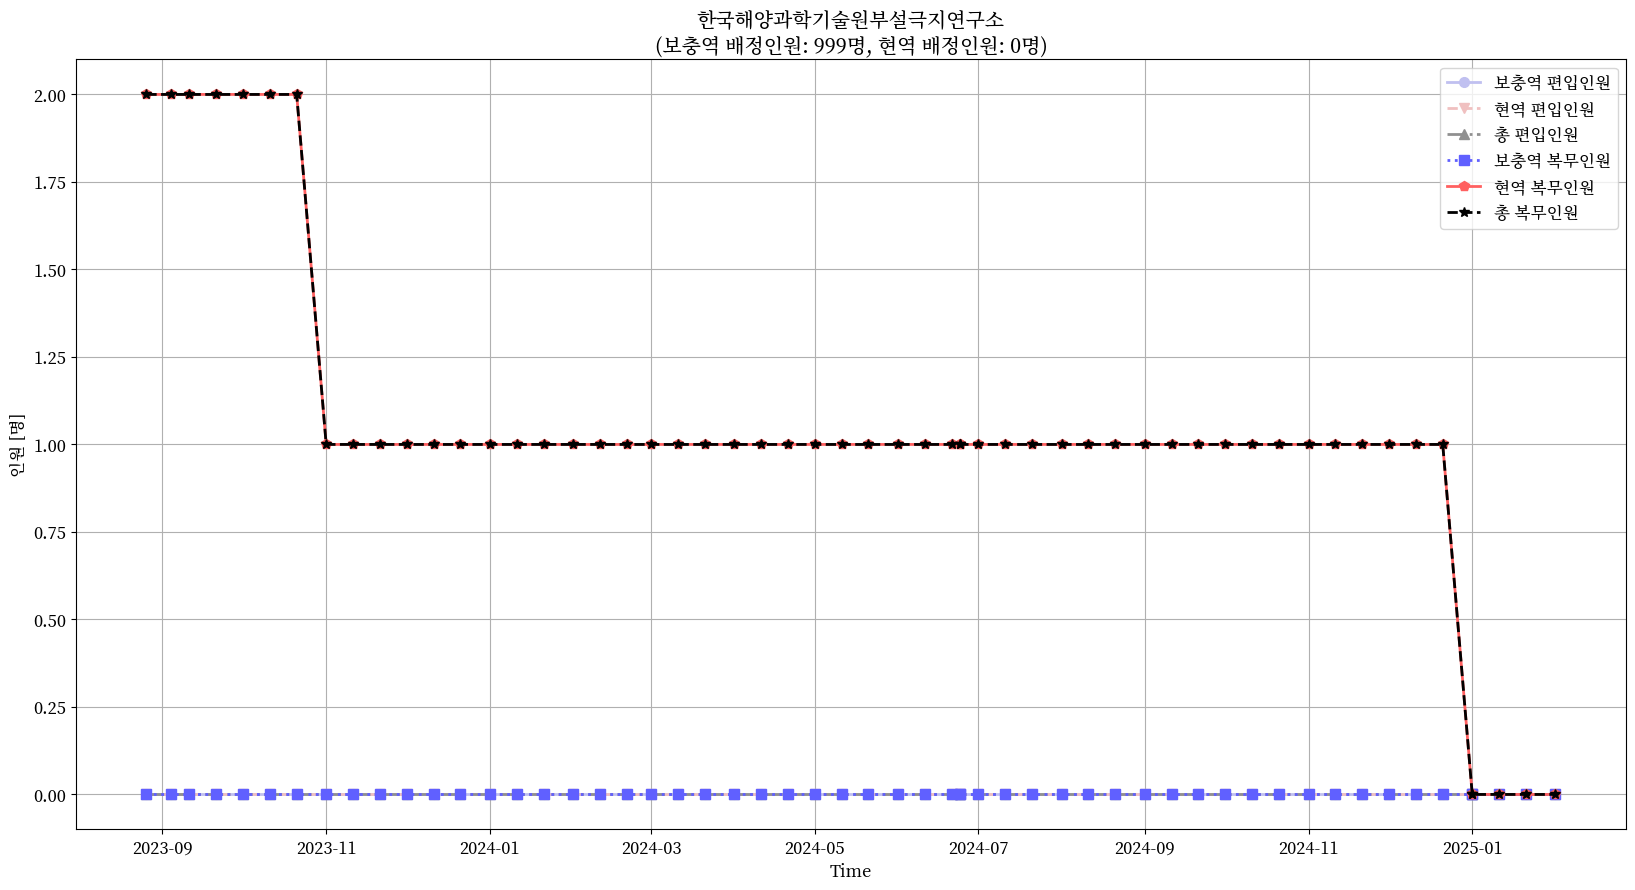 한국해양과학기술원부설극지연구소
(보충역 배정인원: 999명, 현역 배정인원: 0명)
보충역 편입인원
현역 편입인원
총 편입인원
보충역 복무인원
현역 복무인원
총 복무인원
인원 [명]
2.00
1.75
1.50
1.25
1.00
0.75
0.50
0.25
0.00
2023-09
2023-11
2024-01
2024-03
2024-05
2024-07
2024-09
2024-11
2025-01
Time